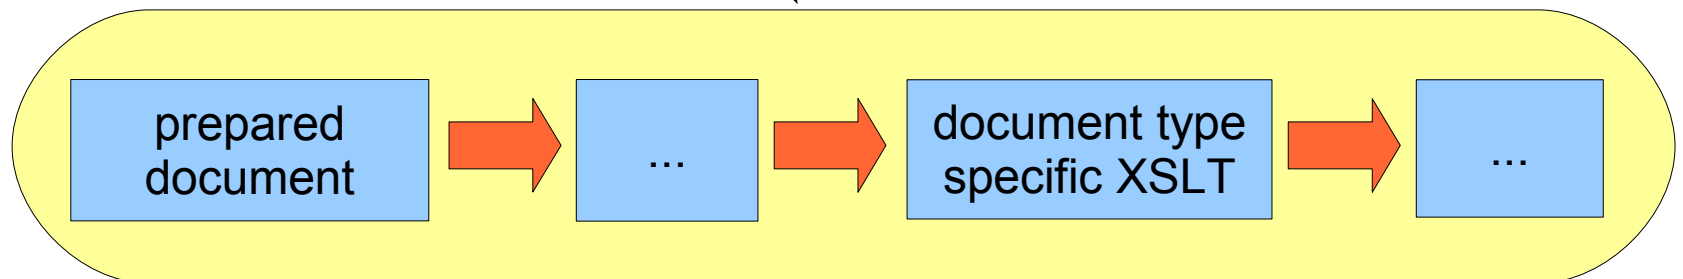 prepared
document
...
document type
specific XSLT
...